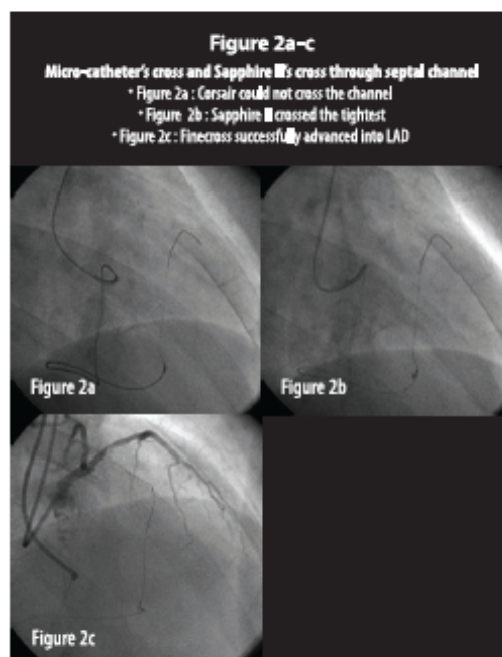 Figure 2a-c
Micro-catheter's cross and Sapphire 's cross through septal channel
* Figure 2a : Corsair could not cross the channel
* Figure 2b : Sapphire crossed the tightest
* Figure 2c : Finecross successfully advanced into LAD
Figure 2a
Figure 2b
Figure 2c